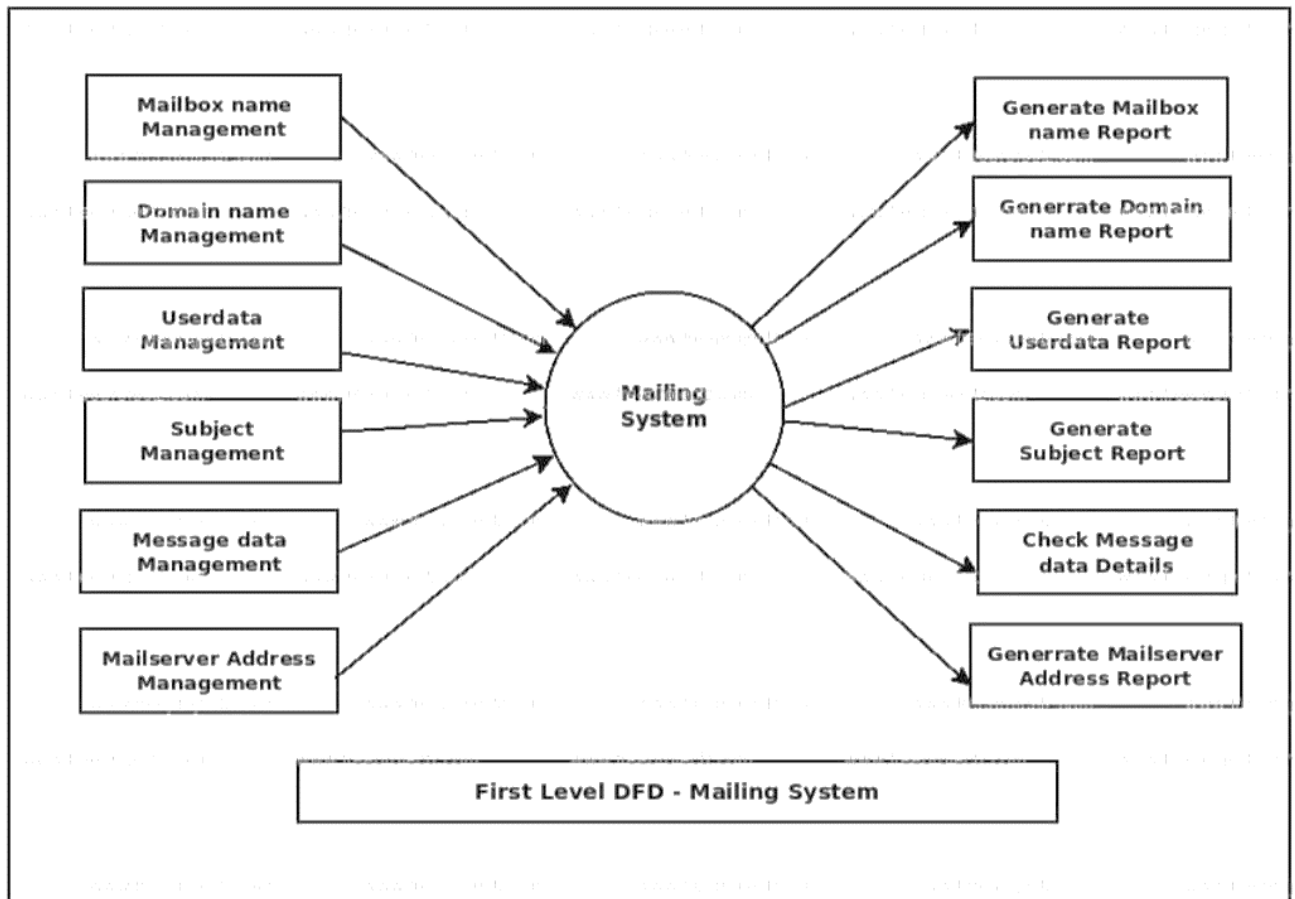 Mailbox name
Management
Domain name
Management
Userdata
Management
Subject
Management
Message data
Management
Mailserver Address
Management
Mailing
System
Generate Mailbox
name Report
Generrate Domain
name Report
Generate
Userdata Report
Generate
Subject Report
Check Message
data Details
Generrate Mailserver
Address Report
First Level DFD - Mailing System